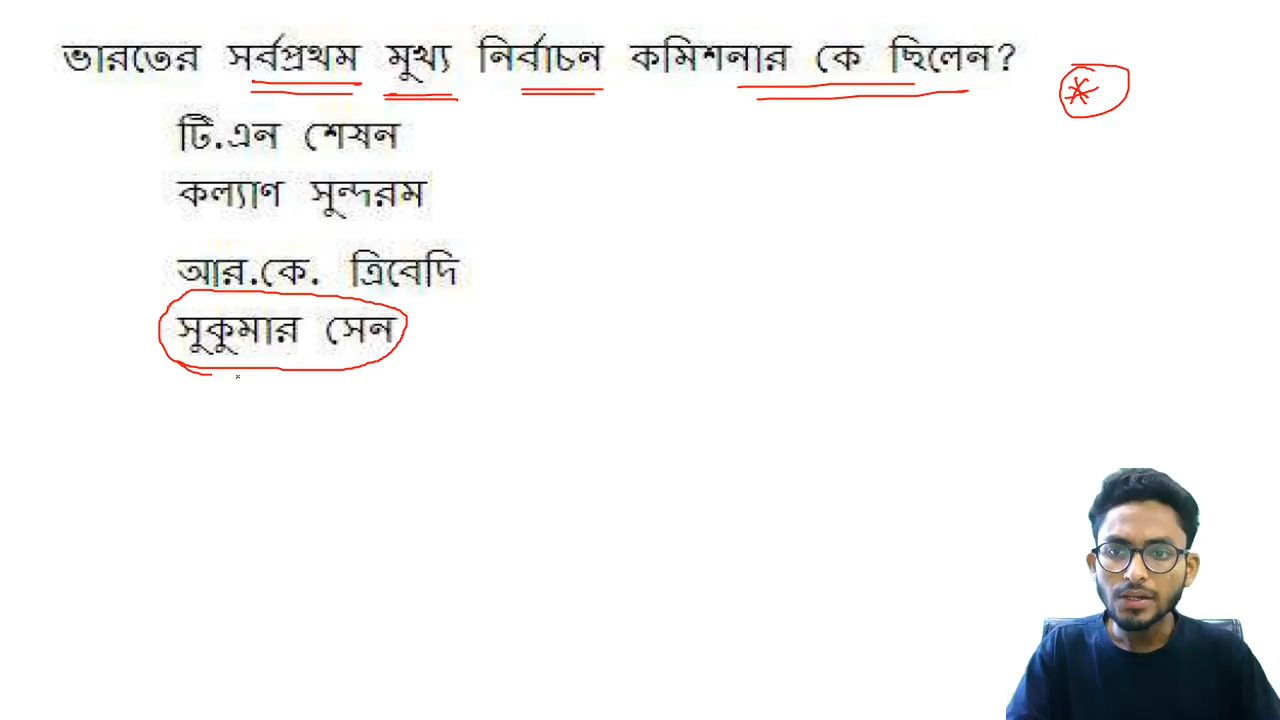 ভারতের সর্বপ্রথম মুখ্য নির্বাচন কমিশনার কে ছিলেন?
টি.এন শেষন
কল্যাণ সুন্দরম
আর.কে. ত্রিবেদি
সুকুমার সেন